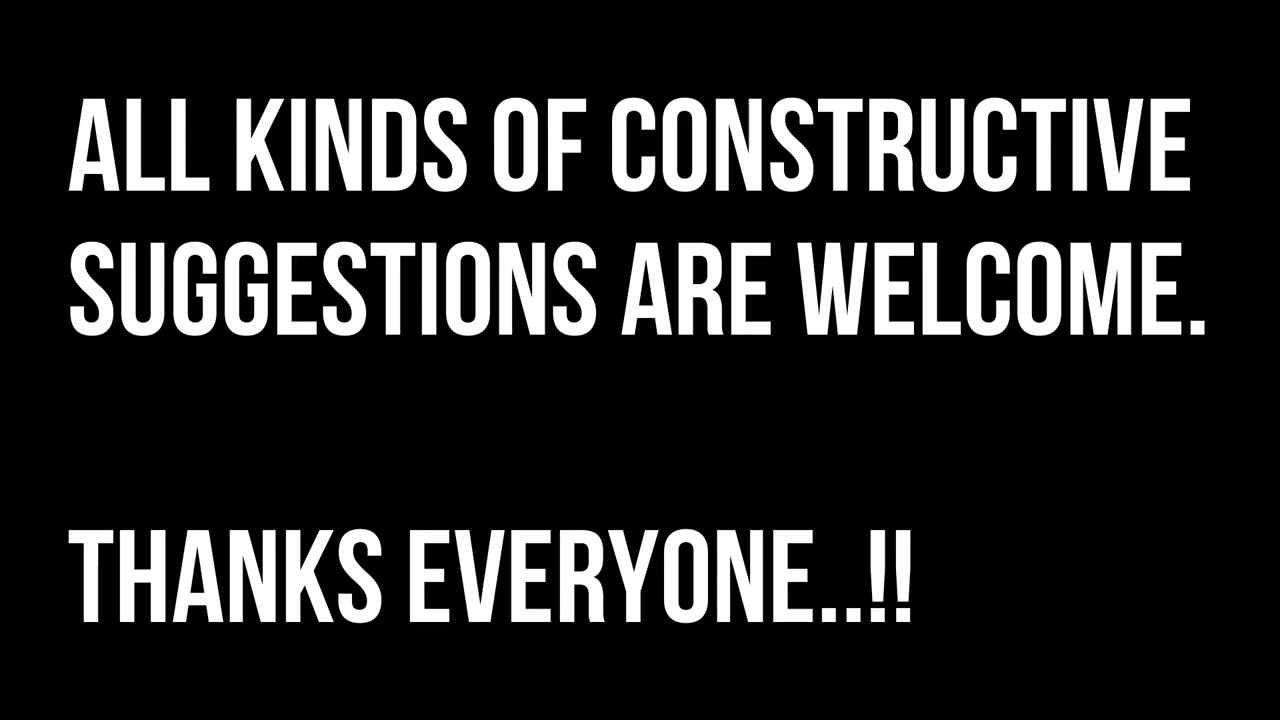 ALL KINDS OF CONSTRUCTIVE
SUGGESTIONS ARE WELCOME.
THANKS EVERYONE..!!